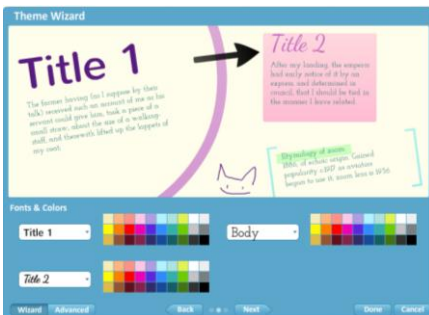 Theme Wizard
Title 1
The former having (as I suppose by their
talk) received such an account of me as his
servant could give him, took a piece of a
small straw, about the size of a walking-
staff, and therewith lifted up the lappets of
my coat
Title 2
After my landing, the emperor
had early notice of it by an
express, and determined in
council, that I should be tied in
the manner I have related.
Etymology of zoom
1886, of echoic origin. Gained
popularity c.1917 as aviators
began to use it. zoom lens is 1936
Fonts & Colors
Title 1
Body
Title 2
Wizard
Advanced
Back
Next
Done
Cancel